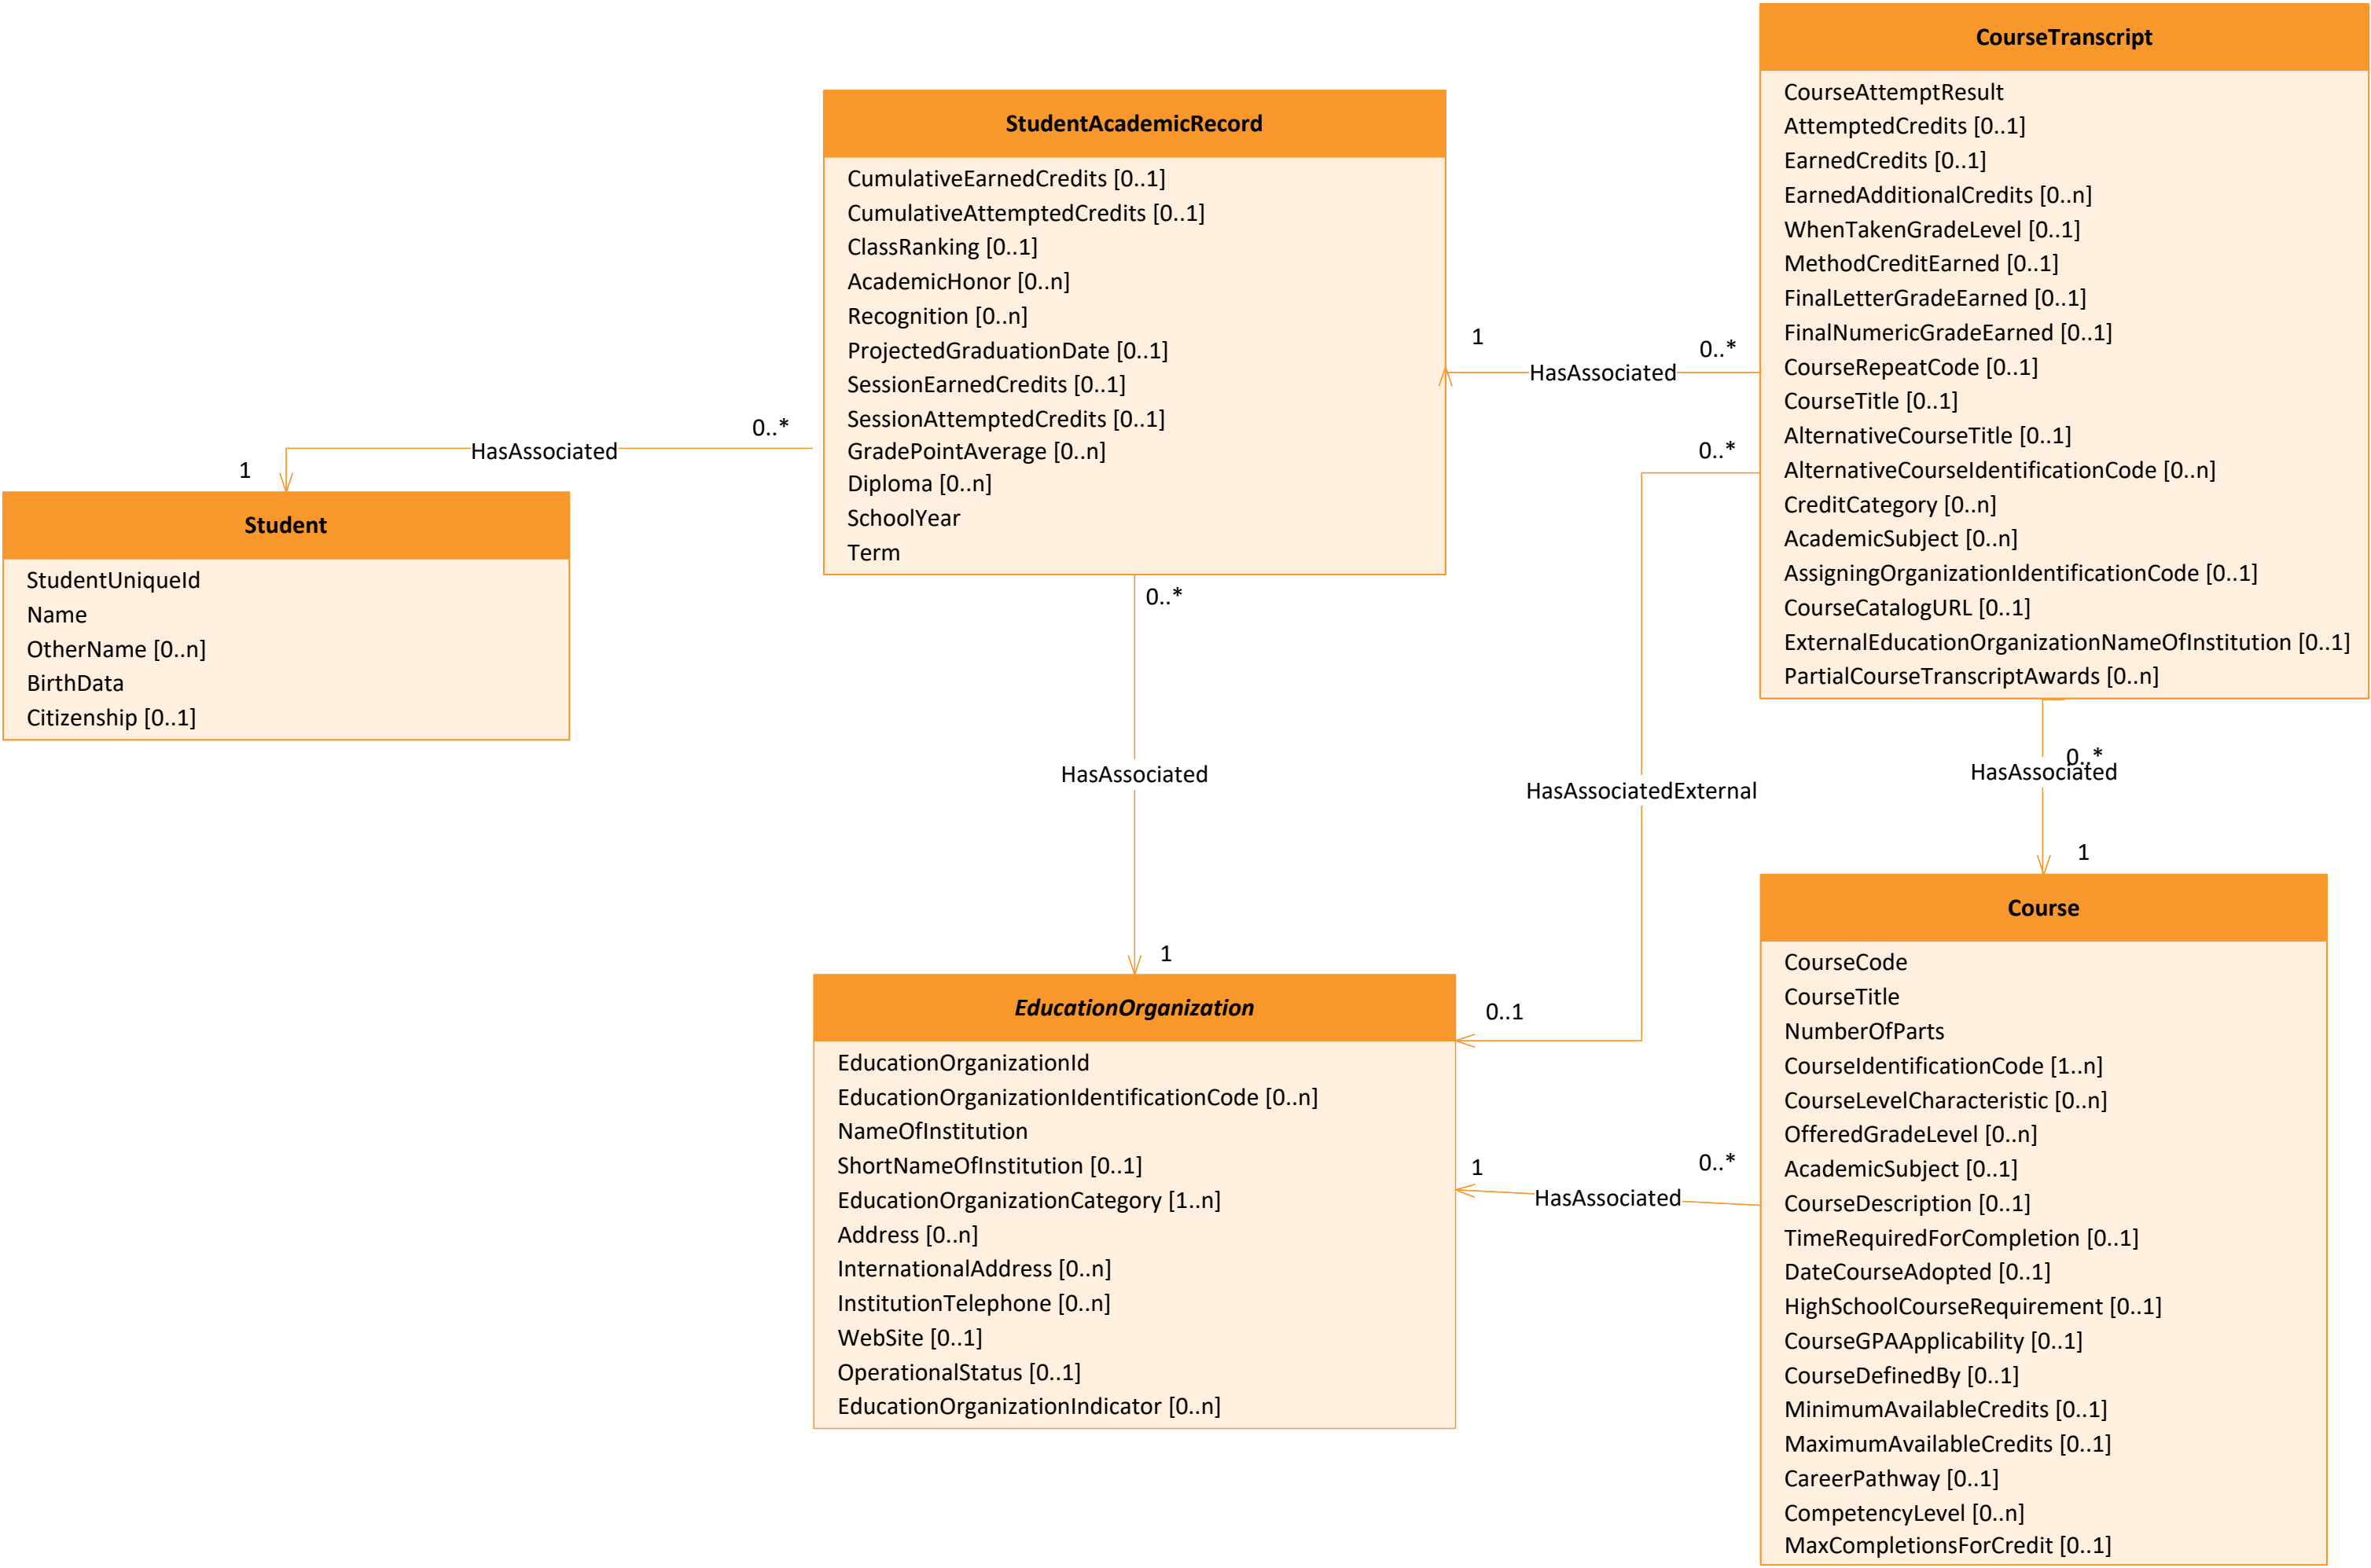 CourseTranscript
CourseAttemptResult
AttemptedCredits [0..1]
EarnedCredits [0..1]
EarnedAdditionalCredits [0..n]
WhenTakenGradeLevel [0..1]
MethodCreditEarned [0..1]
FinalLetterGradeEarned [0..1]
FinalNumericGradeEarned [0..1]
CourseRepeatCode [0..1]
CourseTitle [0..1]
AlternativeCourseTitle [0..1]
AlternativeCourseIdentificationCode [0..n]
CreditCategory [0..n]
AcademicSubject [0..n]
AssigningOrganizationIdentificationCode [0..1]
CourseCatalogURL [0..1]
ExternalEducationOrganizationNameOfInstitution [0..1]
PartialCourseTranscriptAwards [0..n]
StudentAcademicRecord
CumulativeEarnedCredits [0..1]
CumulativeAttemptedCredits [0..1]
ClassRanking [0..1]
AcademicHonor [0..n]
Recognition [0..n]
ProjectedGraduationDate [0..1]
SessionEarnedCredits [0..1]
SessionAttemptedCredits [0..1]
GradePointAverage [0..n]
Diploma [0..n]
SchoolYear
Term
1
HasAssociated
0..*
0..*
HasAssociated
1
Student
StudentUniqueId
Name
OtherName [0..n]
BirthData
Citizenship [0..1]
0..*
HasAssociated
1
0..*
HasAssociatedExternal
0..1
0..*
HasAssociated
1
EducationOrganization
EducationOrganizationId
EducationOrganizationIdentificationCode [0..n]
NameOfInstitution
ShortNameOfInstitution [0..1]
EducationOrganizationCategory [1..n]
Address [0..n]
InternationalAddress [0..n]
InstitutionTelephone [0..n]
WebSite [0..1]
OperationalStatus [0..1]
EducationOrganizationIndicator [0..n]
1
HasAssociated
0..*
Course
CourseCode
CourseTitle
NumberOfParts
CourseIdentificationCode [1..n]
CourseLevelCharacteristic [0..n]
OfferedGradeLevel [0..n]
AcademicSubject [0..1]
CourseDescription [0..1]
TimeRequiredForCompletion [0..1]
DateCourseAdopted [0..1]
HighSchoolCourseRequirement [0..1]
CourseGPAApplicability [0..1]
CourseDefinedBy [0..1]
MinimumAvailableCredits [0..1]
MaximumAvailableCredits [0..1]
CareerPathway [0..1]
CompetencyLevel [0..n]
MaxCompletionsForCredit [0..1]